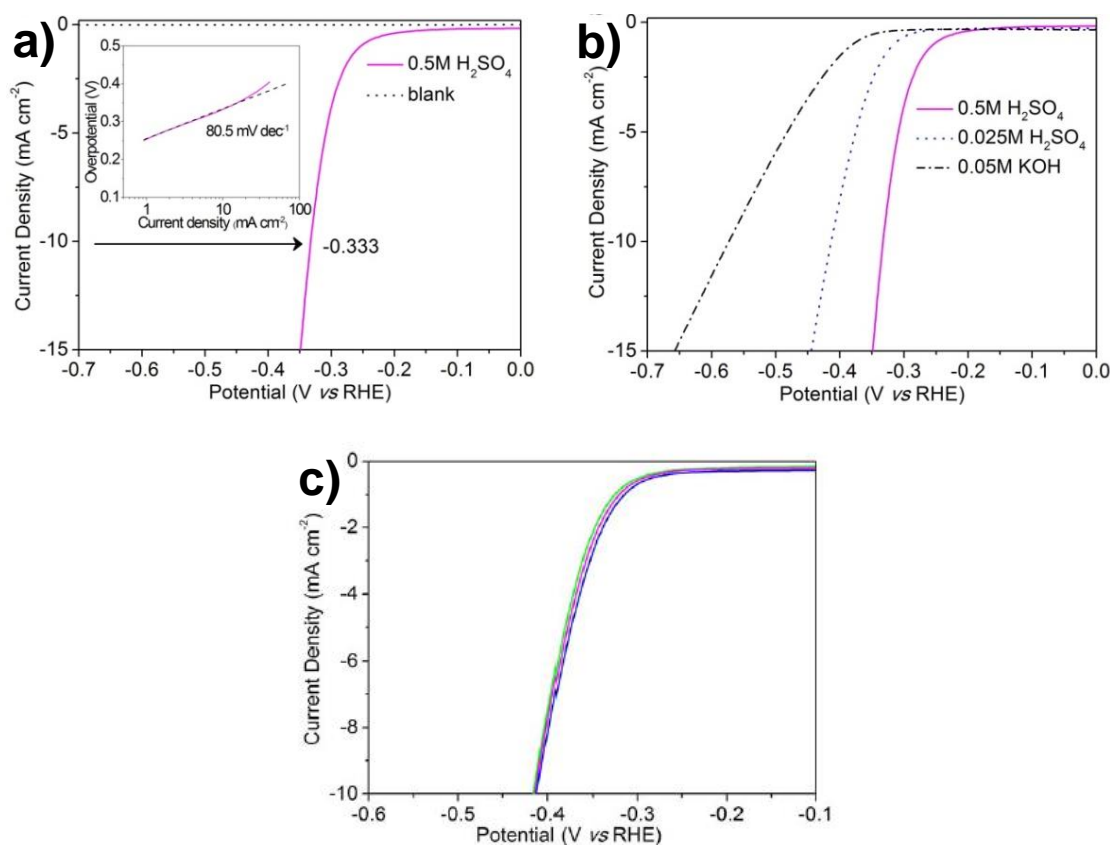 a)
0
-5
-10
-15
Current Density (mA cm⁻²)
-0.7 -0.6 -0.5 -0.4 -0.3 -0.2 -0.1 0.0
Potential (V vs RHE)
0.5M H₂SO₄
blank
-0.333
0.5
0.4
0.3
0.2
0.1
Overpotential (V)
80.5 mV dec⁻¹
1 10 100
Current density (mA cm⁻²)
b)
0
-5
-10
-15
Current Density (mA cm⁻²)
-0.7 -0.6 -0.5 -0.4 -0.3 -0.2 -0.1 0.0
Potential (V vs RHE)
0.5M H₂SO₄
0.025M H₂SO₄
0.05M KOH
c)
0
-2
-4
-6
-8
-10
Current Density (mA cm⁻²)
-0.6 -0.5 -0.4 -0.3 -0.2 -0.1
Potential (V vs RHE)